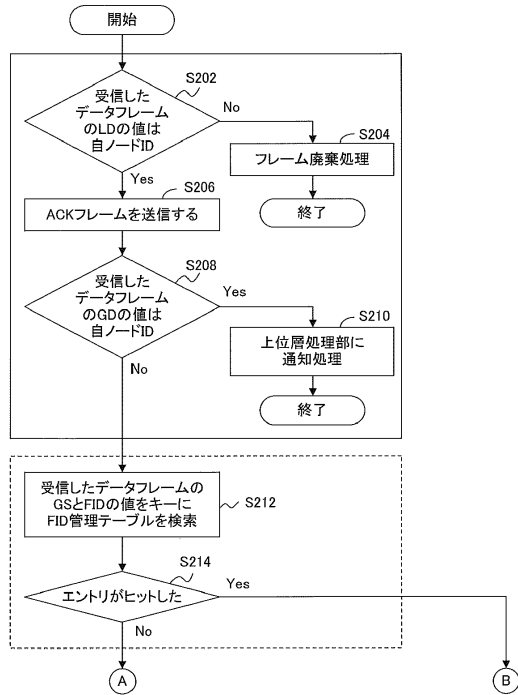 開始
S202
受信した
データフレーム
のLDの値は
自ノードID
No
S204
フレーム廃棄処理
終了
Yes
S206
ACKフレームを送信する
S208
受信した
データフレーム
のGDの値は
自ノードID
Yes
S210
上位層処理部に
通知処理
終了
No
受信したデータフレームの
GSとFIDの値をキーに
FID管理テーブルを検索
S212
S214
エントリがヒットした
Yes
No
A
B